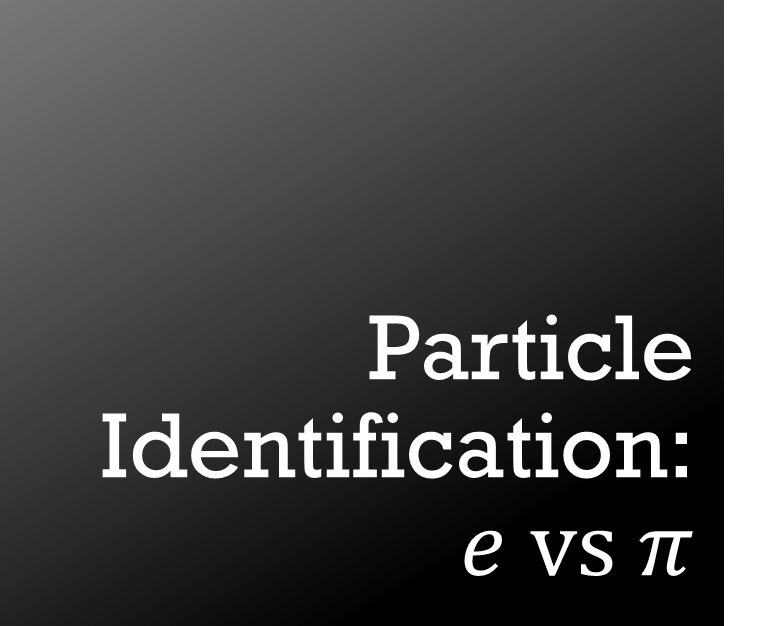 Particle
Identification:
e vs π